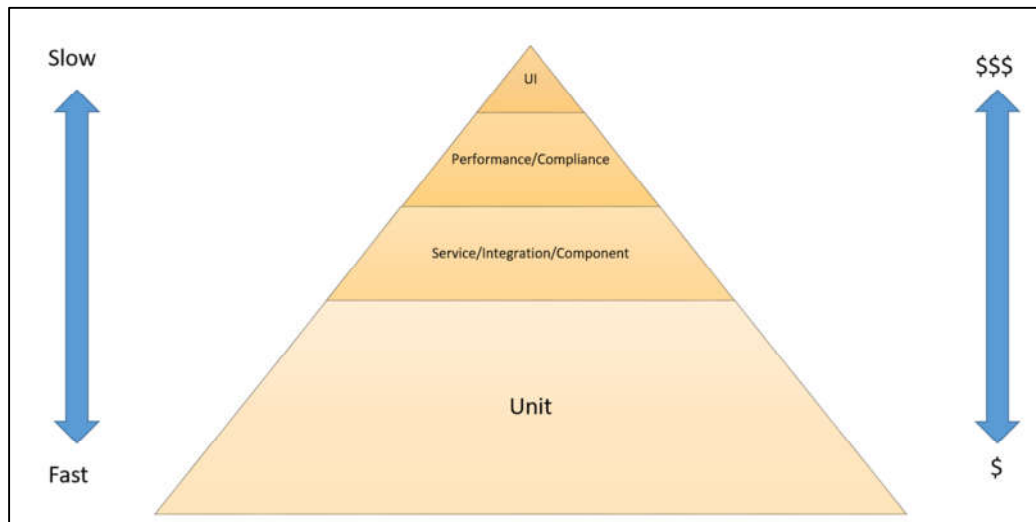 Slow
$$$
UI
Performance/Compliance
Service/Integration/Component
Unit
Fast
$